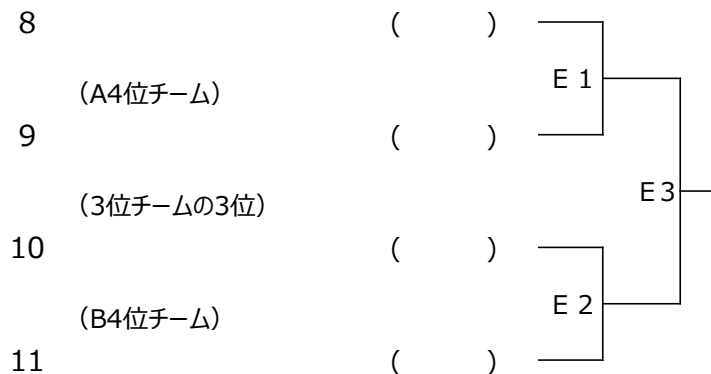 8 ( )
E 1
（A4位チーム）
9 ( )
E 3
（3位チームの3位）
10 ( )
E 2
（B4位チーム）
11 ( )